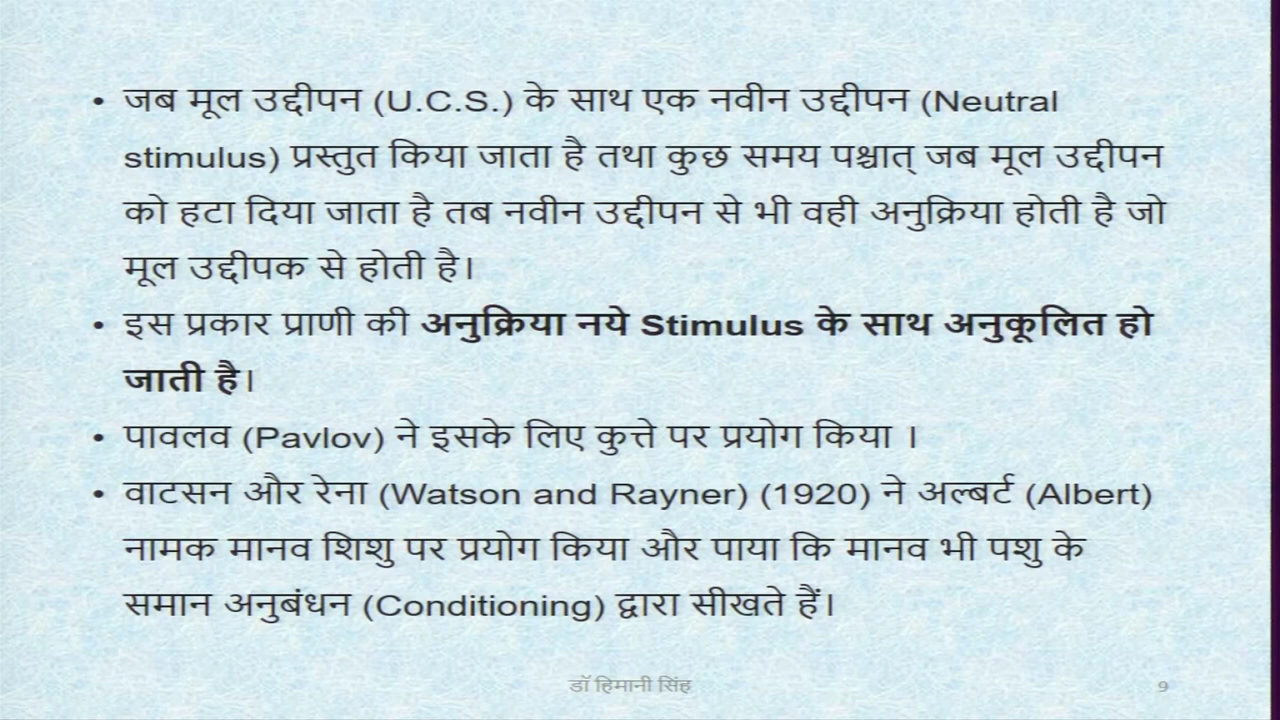 • जब मूल उद्दीपन (U.C.S.) के साथ एक नवीन उद्दीपन (Neutral
stimulus) प्रस्तुत किया जाता है तथा कुछ समय पश्चात् जब मूल उद्दीपन
को हटा दिया जाता है तब नवीन उद्दीपन से भी वही अनुक्रिया होती है जो
मूल उद्दीपक से होती है।
• इस प्रकार प्राणी की अनुक्रिया नये Stimulus के साथ अनुकूलित हो
जाती है।
• पावलव (Pavlov) ने इसके लिए कुत्ते पर प्रयोग किया ।
• वाटसन और रेना (Watson and Rayner) (1920) ने अल्बर्ट (Albert)
नामक मानव शिशु पर प्रयोग किया और पाया कि मानव भी पशु के
समान अनुबंधन (Conditioning) द्वारा सीखते हैं।
डॉ हिमानी सिंह
9